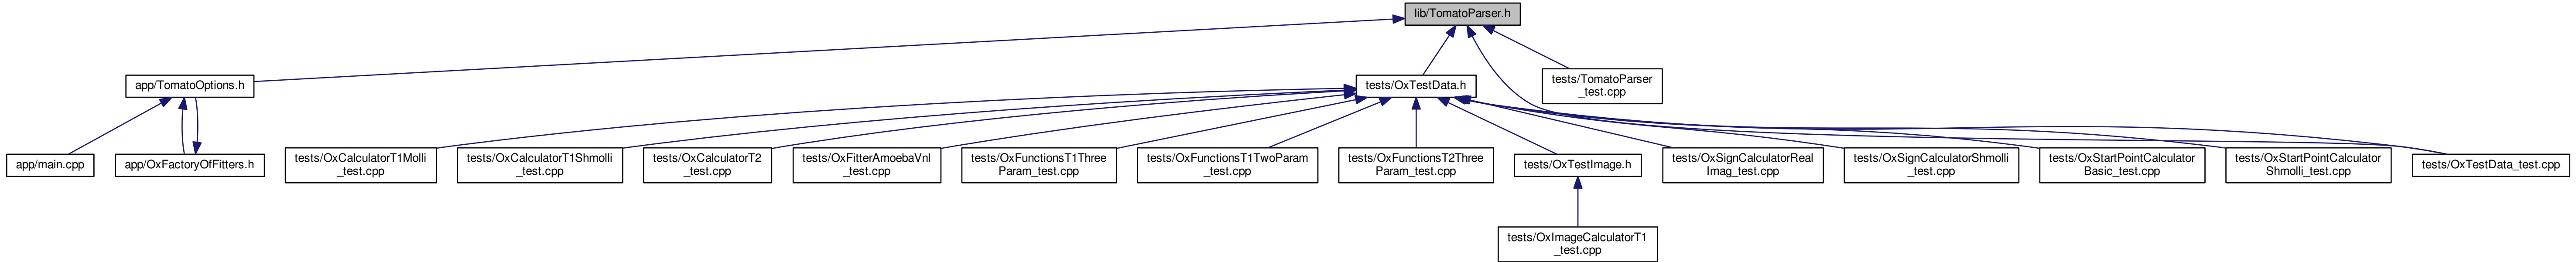 lib/TomatoParser.h
app/TomatoOptions.h
tests/OxTestData.h
tests/TomatoParser
_test.cpp
app/main.cpp
app/OxFactoryOfFitters.h
tests/OxCalculatorT1Molli
_test.cpp
tests/OxCalculatorT1Shmolli
_test.cpp
tests/OxCalculatorT2
_test.cpp
tests/OxFitterAmoebaVnl
_test.cpp
tests/OxFunctionsT1Three
Param_test.cpp
tests/OxFunctionsT1TwoParam
_test.cpp
tests/OxFunctionsT2Three
Param_test.cpp
tests/OxTestImage.h
tests/OxSignCalculatorReal
Imag_test.cpp
tests/OxSignCalculatorShmolli
_test.cpp
tests/OxStartPointCalculator
Basic_test.cpp
tests/OxStartPointCalculator
Shmolli_test.cpp
tests/OxTestData_test.cpp
tests/OxImageCalculatorT1
_test.cpp